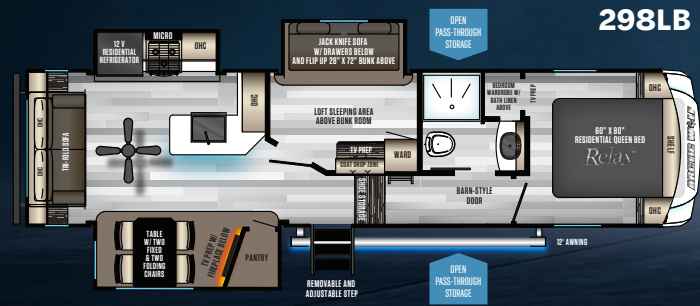 298LB
OPEN
PASS-THROUGH
STORAGE
12 V
RESIDENTIAL
REFRIGERATOR
MICRO
OHC
JACK KNIFE SOFA
W/ DRAWERS BELOW
AND FLIP UP 28" X 72" BUNK ABOVE
OHC
TRI-FOLD SOFA
OHC
OHC
LOFT SLEEPING AREA
ABOVE BUNK ROOM
TV PREP
COAT DROP ZONE
WARD
SHOE STORAGE
BEDROOM
WARDROBE W/
BATH LINEN
ABOVE
TV PREP
60" X 80"
RESIDENTIAL QUEEN BED
Relax
OHC
SHELF
OHC
BARN-STYLE
DOOR
TABLE
W/ TWO
FIXED
& TWO
FOLDING
CHAIRS
TV PREP W/
FIREPLACE BELOW
PANTRY
REMOVABLE AND
ADJUSTABLE STEP
12' AWNING
OPEN
PASS-THROUGH
STORAGE